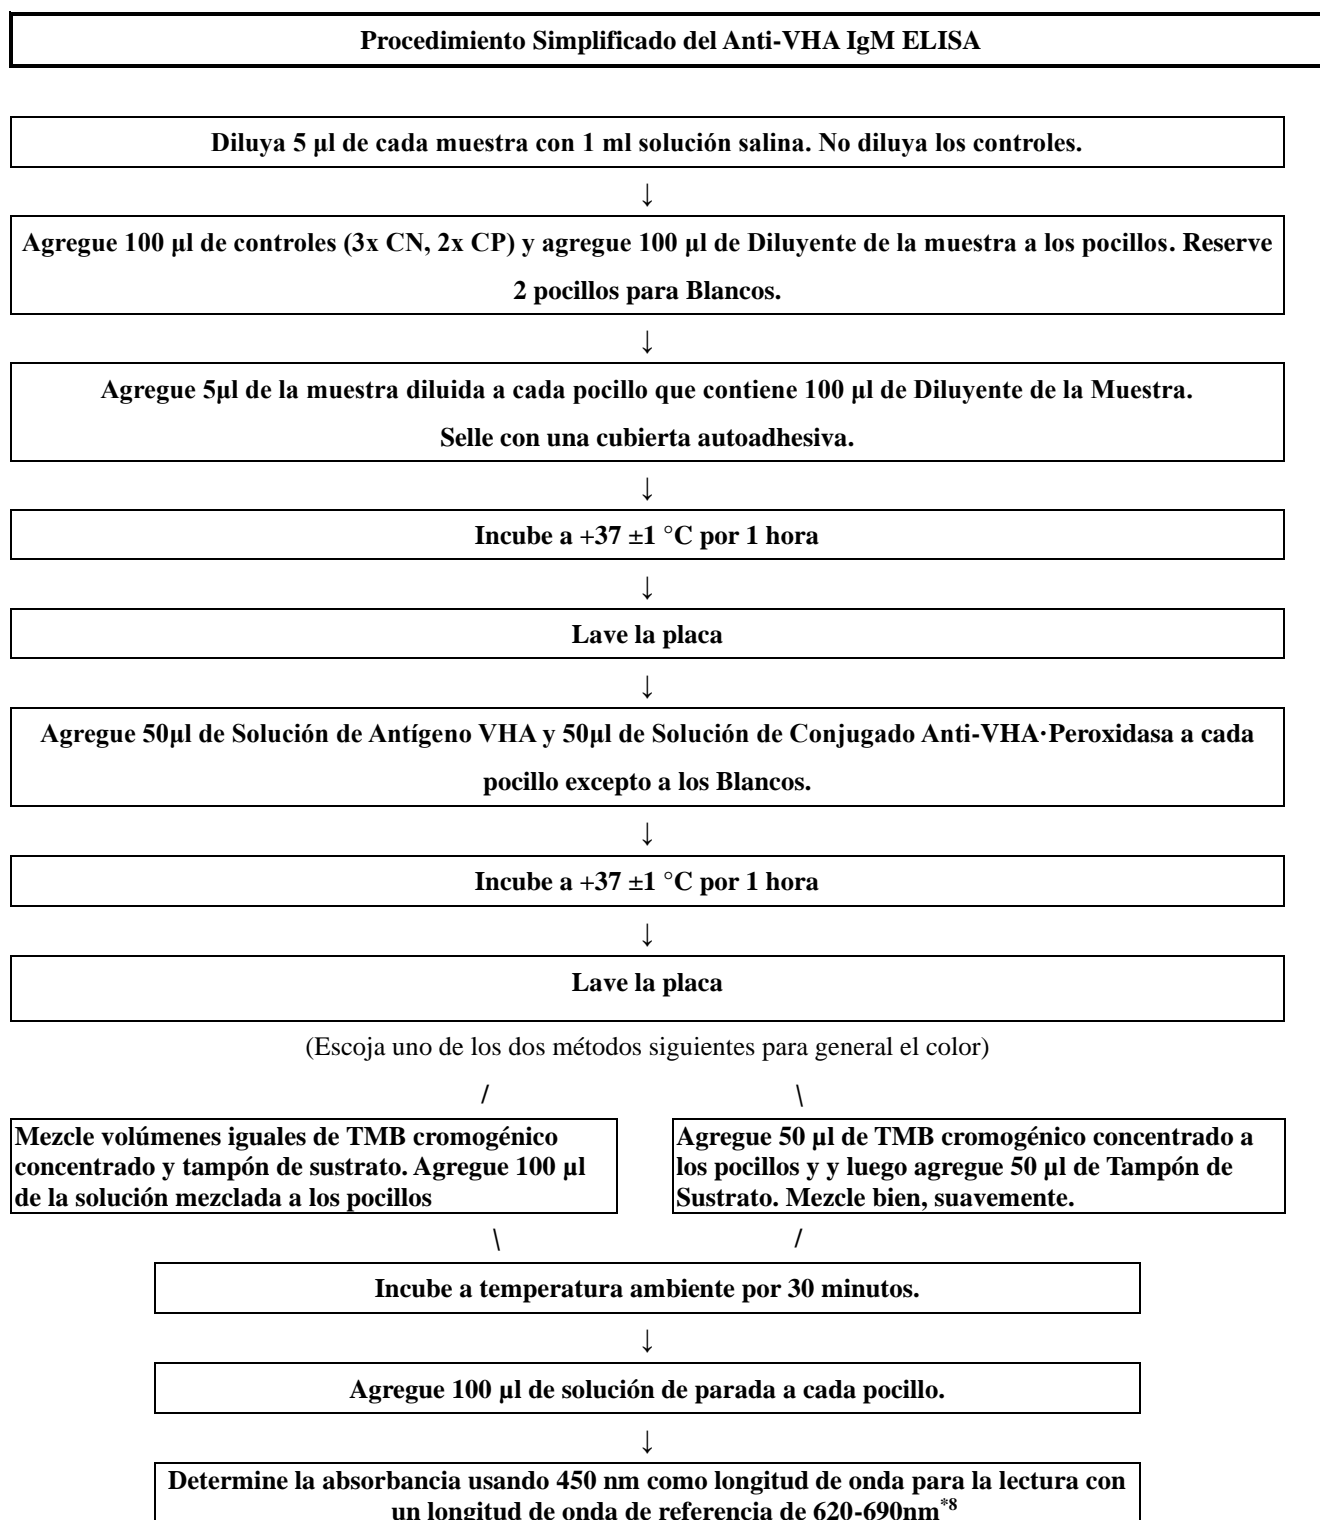 Procedimiento Simplificado del Anti-VHA IgM ELISA
Diluya 5 μl de cada muestra con 1 ml solución salina. No diluya los controles.
↓
Agregue 100 μl de controles (3x CN, 2x CP) y agregue 100 μl de Diluyente de la muestra a los pocillos. Reserve
2 pocillos para Blancos.
↓
Agregue 5μl de la muestra diluida a cada pocillo que contiene 100 μl de Diluyente de la Muestra.
Selle con una cubierta autoadhesiva.
↓
Incube a +37 ±1 °C por 1 hora
↓
Lave la placa
↓
Agregue 50μl de Solución de Antígeno VHA y 50μl de Solución de Conjugado Anti-VHA·Peroxidasa a cada
pocillo excepto a los Blancos.
↓
Incube a +37 ±1 °C por 1 hora
↓
Lave la placa
(Escoja uno de los dos métodos siguientes para general el color)
/ \
Mezcle volúmenes iguales de TMB cromogénico
concentrado y tampón de sustrato. Agregue 100 μl
de la solución mezclada a los pocillos
Agregue 50 μl de TMB cromogénico concentrado a
los pocillos y y luego agregue 50 μl de Tampón de
Sustrato. Mezcle bien, suavemente.
\ /
Incube a temperatura ambiente por 30 minutos.
↓
Agregue 100 μl de solución de parada a cada pocillo.
↓
Determine la absorbancia usando 450 nm como longitud de onda para la lectura con
un longitud de onda de referencia de 620-690nm*8